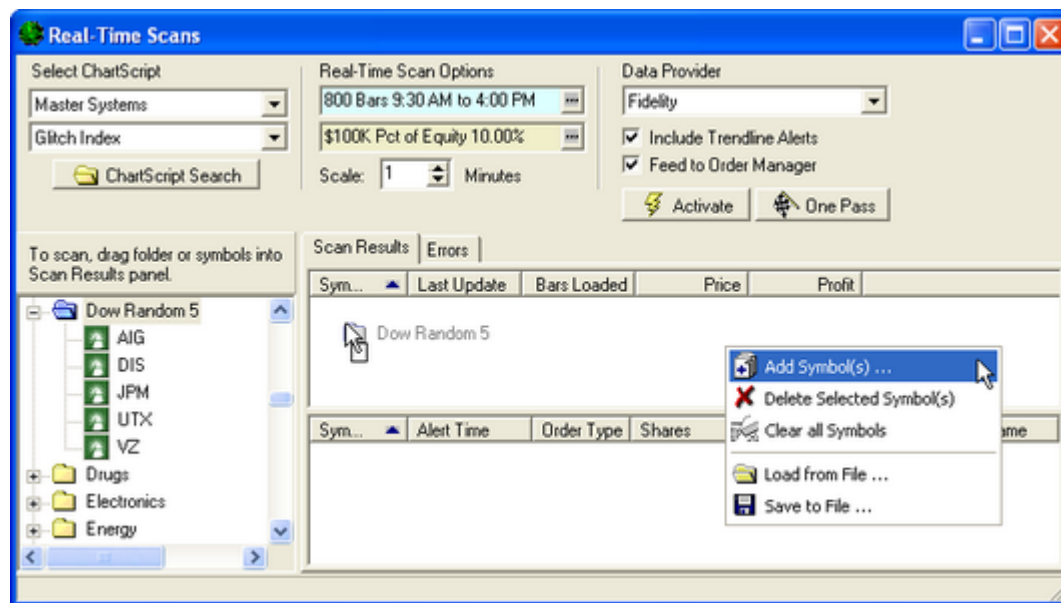 Real-Time Scans
Select ChartScript
Master Systems
Glitch Index
ChartScript Search
Real-Time Scan Options
800 Bars 9:30 AM to 4:00 PM
$100K Pct of Equity 10.00%
Scale: 1 Minutes
Data Provider
Fidelity
Include Trendline Alerts
Feed to Order Manager
Activate
One Pass
To scan, drag folder or symbols into
Scan Results panel.
Dow Random 5
AIG
DIS
JPM
UTX
VZ
Drugs
Electronics
Energy
Scan Results Errors
Sym... Last Update Bars Loaded Price Profit
Dow Random 5
Sym... Alert Time Order Type Shares
Add Symbol(s) ...
Delete Selected Symbol(s)
Clear all Symbols
Load from File ...
Save to File ...